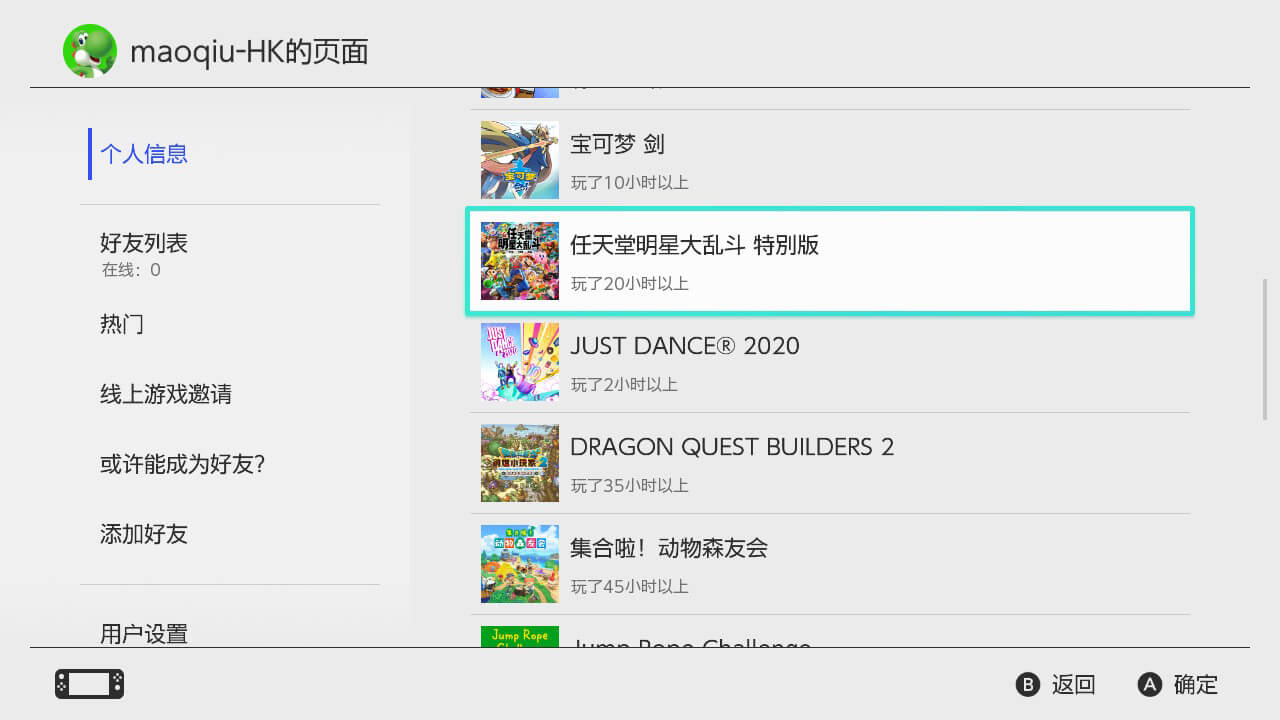 maoqiu-HK的页面
个人信息
好友列表
在线：0
热门
线上游戏邀请
或许能成为好友？
添加好友
用户设置
宝可梦 剑
玩了10小时以上
任天堂明星大乱斗 特別版
玩了20小时以上
JUST DANCE® 2020
玩了2小时以上
DRAGON QUEST BUILDERS 2
玩了35小时以上
集合啦！动物森友会
玩了45小时以上
Jump Rope
Jump Rope Challenge
B 返回
A 确定